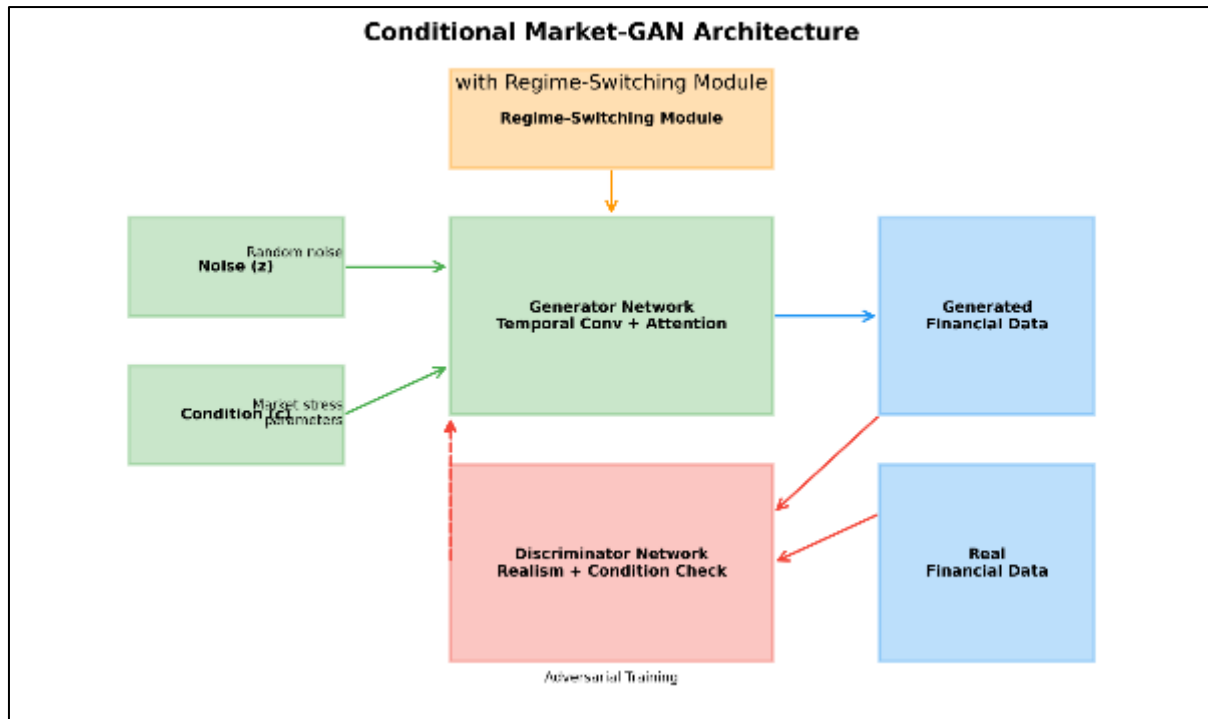 Conditional Market-GAN Architecture
with Regime-Switching Module
Regime-Switching Module
Random noise
Noise (z)
Generator Network
Temporal Conv + Attention
Generated
Financial Data
Market stress
Condition (c)
parameters
Discriminator Network
Realism + Condition Check
Real
Financial Data
Adversarial Training